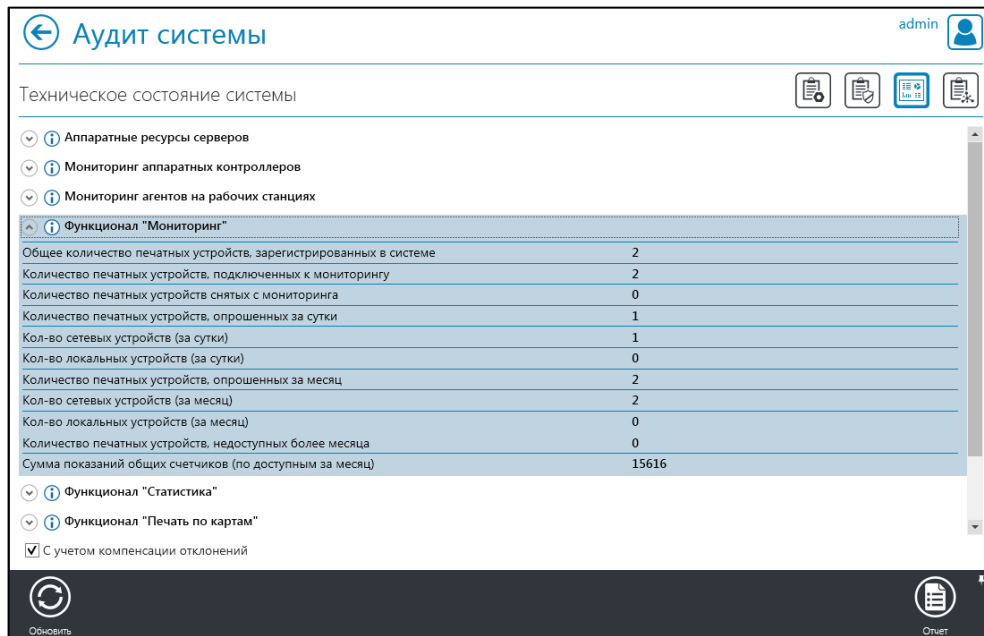 admin
Аудит системы
Техническое состояние системы
Аппаратные ресурсы серверов
Мониторинг аппаратных контроллеров
Мониторинг агентов на рабочих станциях
Функционал "Мониторинг"
Общее количество печатных устройств, зарегистрированных в системе 2
Количество печатных устройств, подключенных к мониторингу 2
Количество печатных устройств снятых с мониторинга 0
Количество печатных устройств, опрошенных за сутки 1
Кол-во сетевых устройств (за сутки) 1
Кол-во локальных устройств (за сутки) 0
Количество печатных устройств, опрошенных за месяц 2
Кол-во сетевых устройств (за месяц) 2
Кол-во локальных устройств (за месяц) 0
Количество печатных устройств, недоступных более месяца 0
Сумма показаний общих счетчиков (по доступным за месяц) 15616
Функционал "Статистика"
Функционал "Печать по картам"
С учетом компенсации отклонений
Обновить Отчет